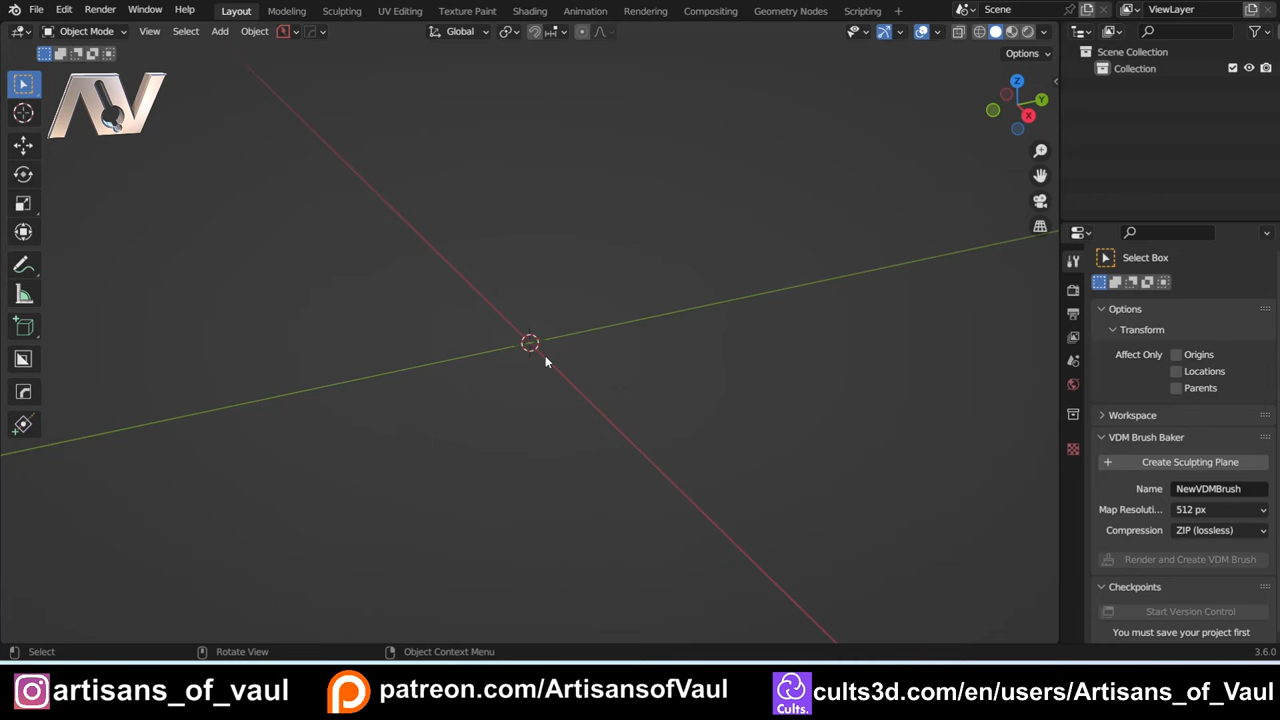 File Edit Render Window Help Layout Modeling Sculpting UV Editing Texture Paint Shading Animation Rendering Compositing Geometry Nodes Scripting + Scene ViewLayer
Object Mode View Select Add Object Global
Options
Scene Collection
Collection
AV
Z
Y
X
Select Box
Options
Transform
Affect Only Origins
Locations
Parents
Workspace
VDM Brush Baker
+ Create Sculpting Plane
Name NewVDMBrush
Map Resoluti... 512 px
Compression ZIP (lossless)
Render and Create VDM Brush
Checkpoints
Start Version Control
You must save your project first
Select Rotate View Object Context Menu 3.6.0
artisans_of_vaul patreon.com/ArtisansofVaul Cults. cults3d.com/en/users/Artisans_of_Vaul